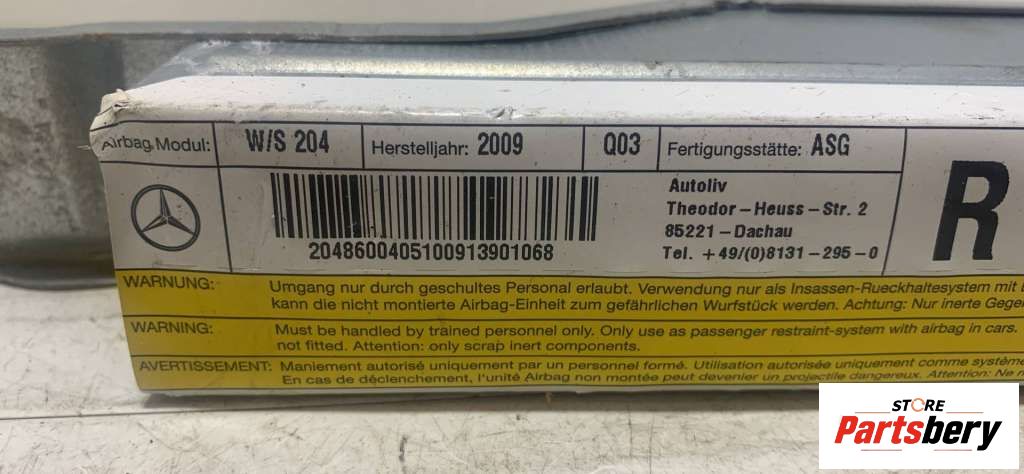 Airbag Modul: W/S 204 Herstelljahr: 2009 Q03 Fertigungsstätte: ASG
R
Autoliv
Theodor-Heuss-Str. 2
85221-Dachau
Tel. +49/(0)8131-295-0
2048600405100913901068
WARNUNG: Umgang nur durch geschultes Personal erlaubt. Verwendung nur als Insassen-Rueckhaltesystem mit
kann die nicht montierte Airbag-Einheit zum gefährlichen Wurfstück werden. Achtung: Nur inerte
WARNING: Must be handled by trained personnel only. Only use as passenger restraint-system with airbag in cars.
not fitted. Attention: only scrap inert components.
AVERTISSEMENT: Maniement autorisé uniquement par un personnel formé. Utilisation autorisée uniquement comme système
En cas de déclenchement, l'unité Airbag non montée peut devenier un projectile dangereux. Attention: Ne
STORE
Partsbery